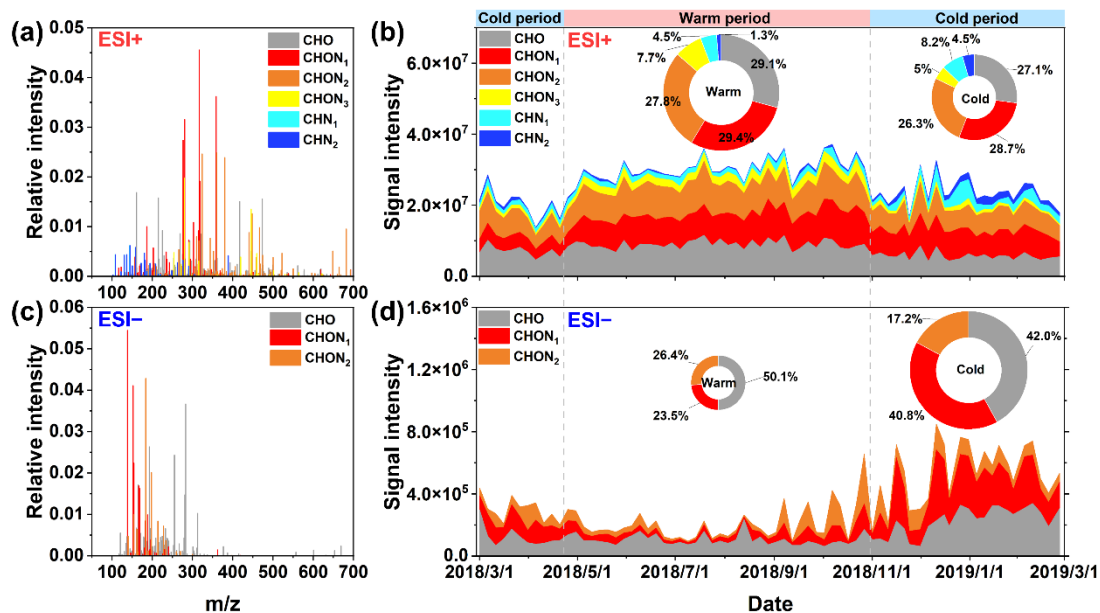 (a)
ESI+
CHO
CHON1
CHON2
CHON3
CHN1
CHN2
0.05
0.04
0.03
0.02
0.01
0.00
Relative intensity
100 200 300 400 500 600 700
Cold period Warm period Cold period
(b)
CHO
CHON1
CHON2
CHON3
CHN1
CHN2
ESI+
Warm
4.5% 1.3%
7.7%
29.1%
27.8%
29.4%
Cold
8.2% 4.5%
5%
27.1%
26.3%
28.7%
6.0×10^7
4.0×10^7
2.0×10^7
0.0
Signal intensity
(c)
ESI−
CHO
CHON1
CHON2
0.06
0.05
0.04
0.03
0.02
0.01
0.00
Relative intensity
100 200 300 400 500 600 700
m/z
(d)
CHO
CHON1
CHON2
ESI−
Warm
26.4%
50.1%
23.5%
Cold
17.2%
42.0%
40.8%
1.6×10^6
1.2×10^6
8.0×10^5
4.0×10^5
0.0
Signal intensity
2018/3/1 2018/5/1 2018/7/1 2018/9/1 2018/11/1 2019/1/1 2019/3/1
Date